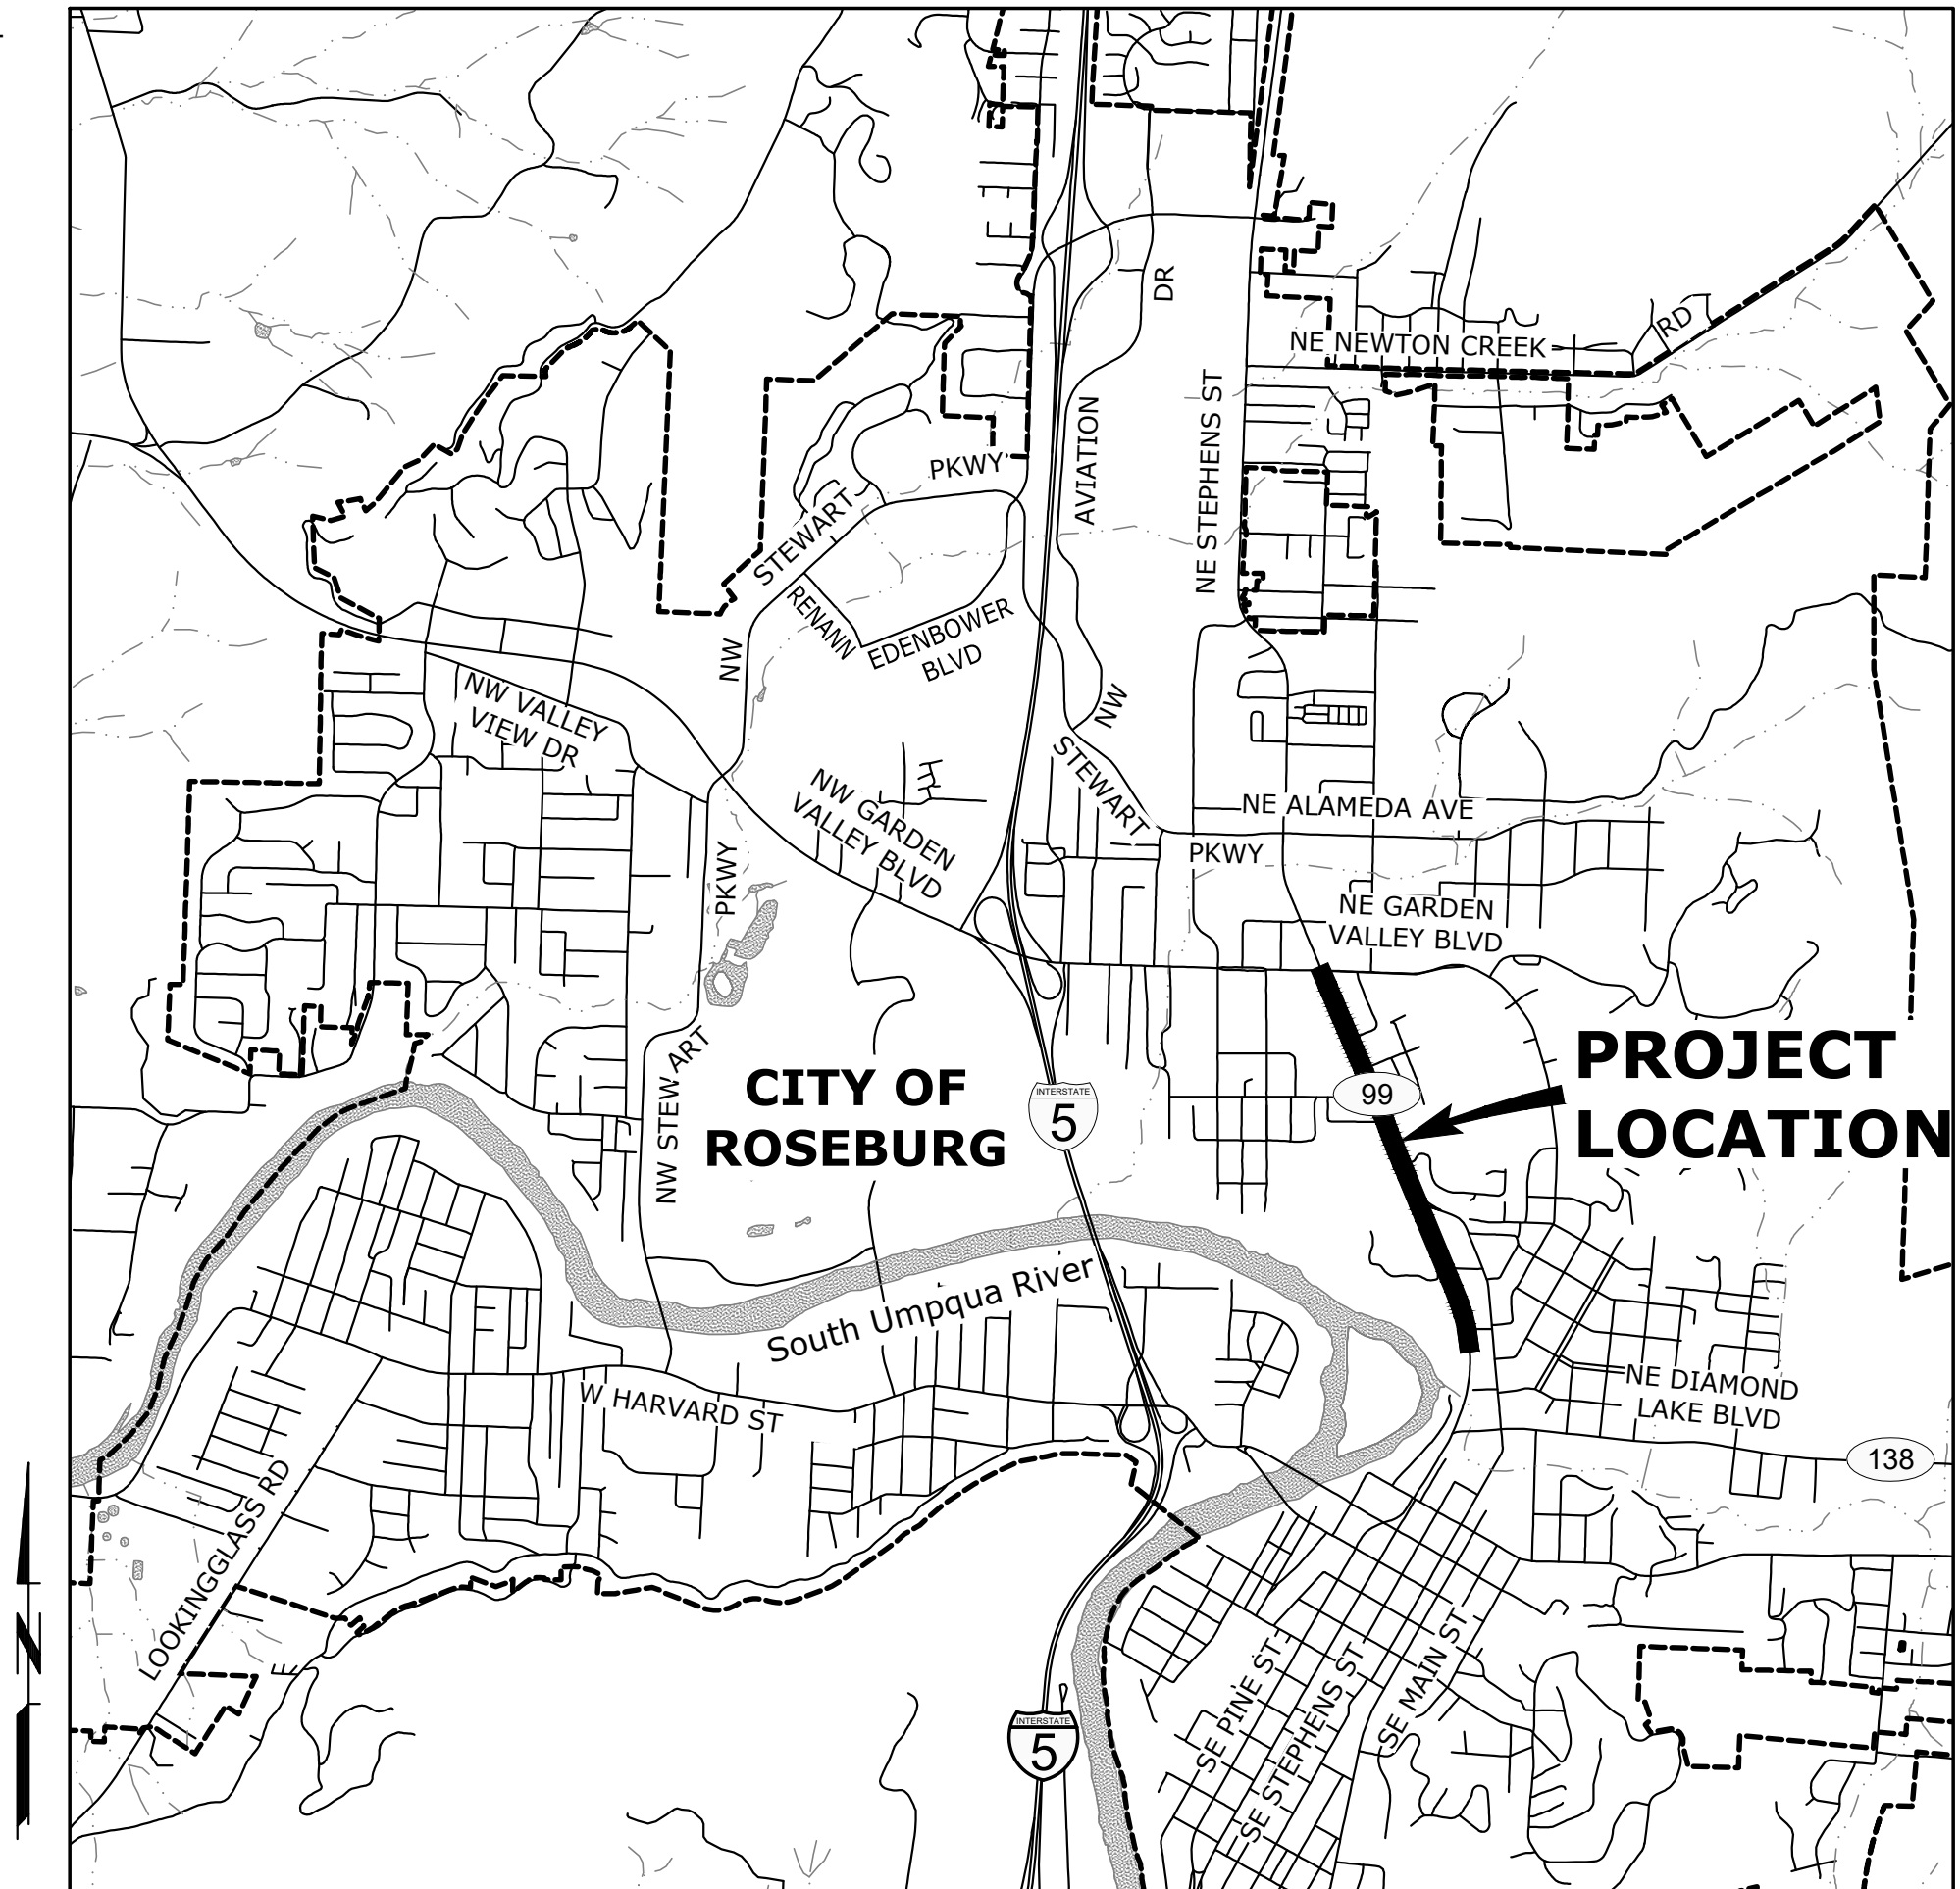 DR
NE NEWTON CREEK
RD
AVIATION
NE STEPHENS ST
PKWY
STEWART
RENANN
EDENBOWER
BLVD
NW
NW
NW VALLEY
VIEW DR
STEWART
NW GARDEN
VALLEY BLVD
NE ALAMEDA AVE
PKWY
PKWY
NE GARDEN
VALLEY BLVD
PROJECT
LOCATION
CITY OF
ROSEBURG
INTERSTATE
5
99
NW STEW ART
South Umpqua River
W HARVARD ST
NE DIAMOND
LAKE BLVD
138
LOOKINGGLASS RD
N
SE PINE ST
SE STEPHENS ST
SE MAIN ST
INTERSTATE
5